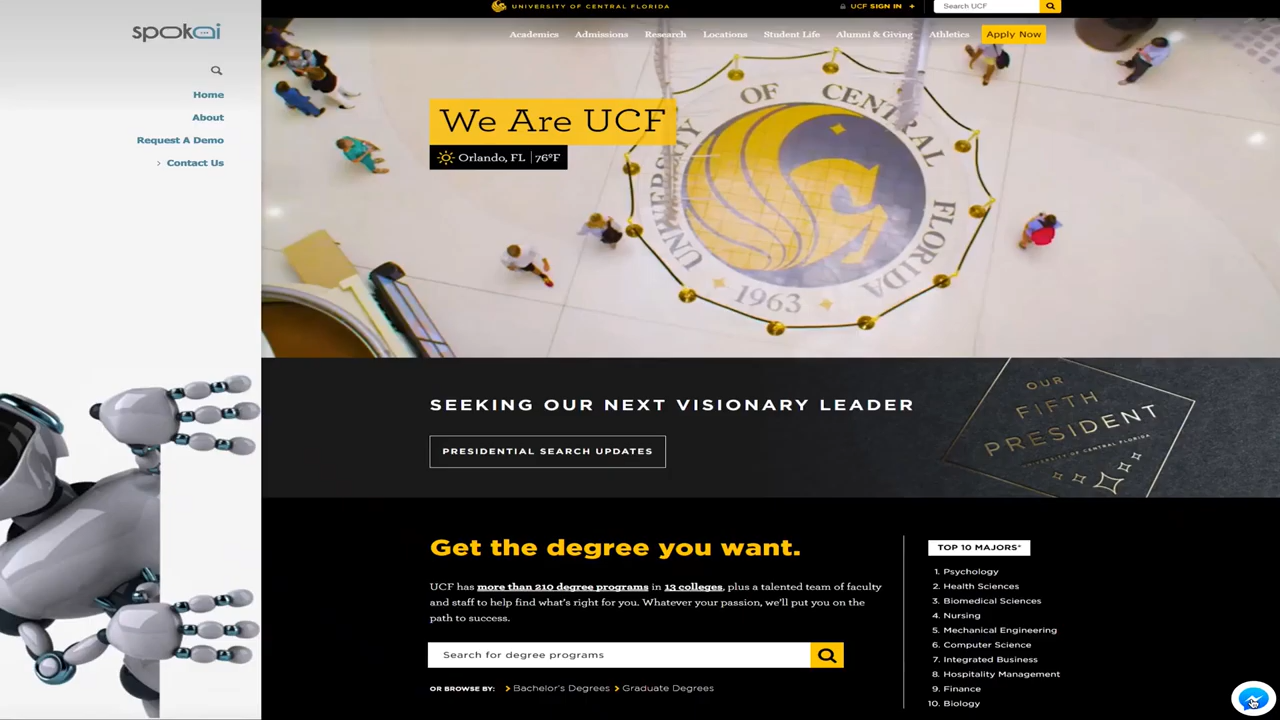 spokai
Home
About
Request A Demo
› Contact Us
UNIVERSITY OF CENTRAL FLORIDA
UCF SIGN IN +
Search UCF
Academics
Admissions
Research
Locations
Student Life
Alumni & Giving
Athletics
Apply Now
We Are UCF
Orlando, FL | 76°F
UNIVERSITY OF CENTRAL FLORIDA
1963
SEEKING OUR NEXT VISIONARY LEADER
PRESIDENTIAL SEARCH UPDATES
OUR
FIFTH
PRESIDENT
UNIVERSITY OF CENTRAL FLORIDA
Get the degree you want.
UCF has more than 210 degree programs in 13 colleges, plus a talented team of faculty
and staff to help find what's right for you. Whatever your passion, we'll put you on the
path to success.
Search for degree programs
OR BROWSE BY: › Bachelor's Degrees › Graduate Degrees
TOP 10 MAJORS*
1. Psychology
2. Health Sciences
3. Biomedical Sciences
4. Nursing
5. Mechanical Engineering
6. Computer Science
7. Integrated Business
8. Hospitality Management
9. Finance
10. Biology